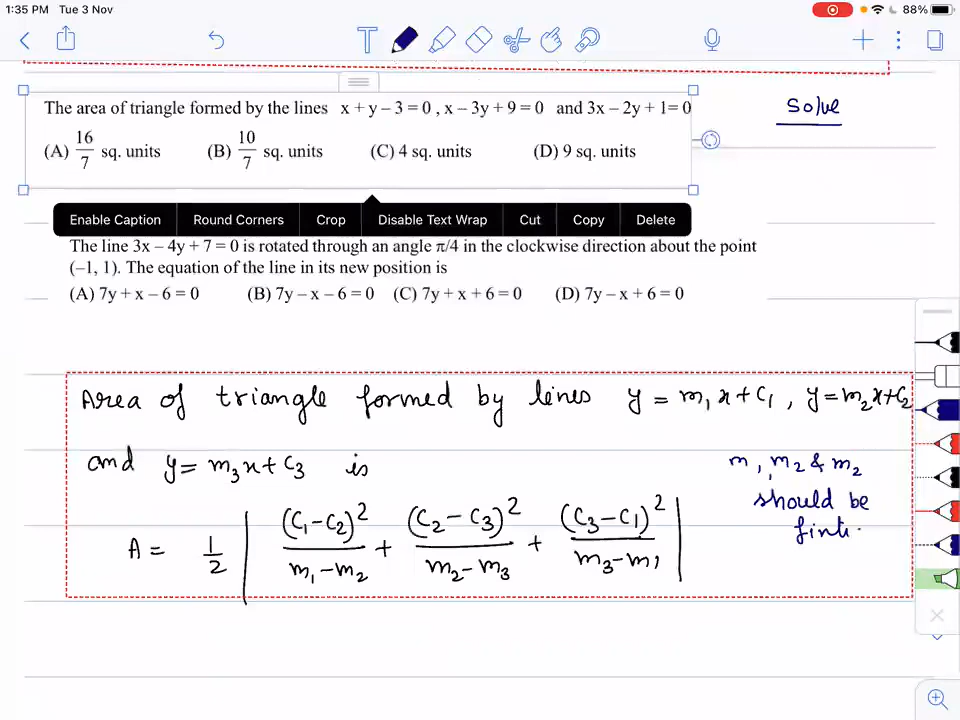 1:35 PM Tue 3 Nov
88%
The area of triangle formed by the lines x + y – 3 = 0 , x – 3y + 9 = 0 and 3x – 2y + 1= 0
Solve
(A) 16/7 sq. units (B) 10/7 sq. units (C) 4 sq. units (D) 9 sq. units
Enable Caption Round Corners Crop Disable Text Wrap Cut Copy Delete
The line 3x – 4y + 7 = 0 is rotated through an angle π/4 in the clockwise direction about the point
(–1, 1). The equation of the line in its new position is
(A) 7y + x – 6 = 0 (B) 7y – x – 6 = 0 (C) 7y + x + 6 = 0 (D) 7y – x + 6 = 0
Area of triangle formed by lines y = m₁x + c₁ , y = m₂x + c₂
and y = m₃x + c₃ is
m₁, m₂ & m₂
should be
finit
A = 1/2 | (c₁–c₂)²/(m₁–m₂) + (c₂–c₃)²/(m₂–m₃) + (c₃–c₁)²/(m₃–m₁) |